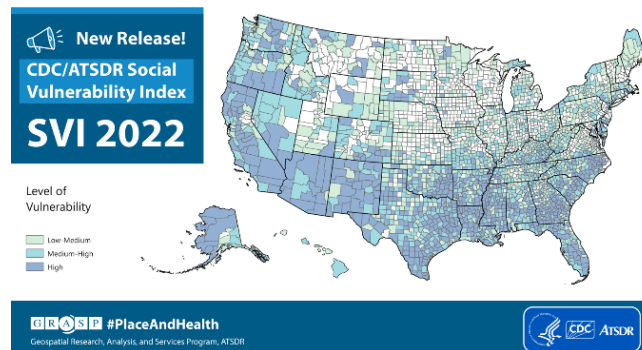 New Release!
CDC/ATSDR Social
Vulnerability Index
SVI 2022
Level of
Vulnerability
Low-Medium
Medium-High
High
GRASP #PlaceAndHealth
Geospatial Research, Analysis, and Services Program, ATSDR
CDC ATSDR